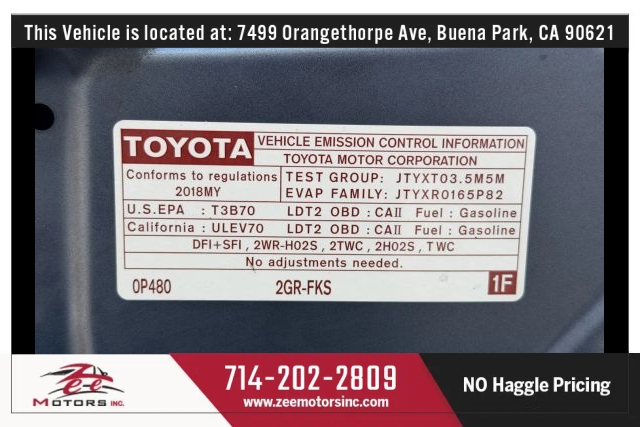 This Vehicle is located at: 7499 Orangethorpe Ave, Buena Park, CA 90621
TOYOTA
VEHICLE EMISSION CONTROL INFORMATION
TOYOTA MOTOR CORPORATION
Conforms to regulations
2018MY
TEST GROUP: JTYXT03.5M5M
EVAP FAMILY: JTYXR0165P82
U.S.EPA : T3B70 LDT2 OBD : CAII Fuel : Gasoline
California : ULEV70 LDT2 OBD : CAII Fuel : Gasoline
DFI+SFI , 2WR-HO2S , 2TWC , 2HO2S , TWC
No adjustments needed.
0P480 2GR-FKS 1F
Zee
MOTORS INC.
714-202-2809
www.zeemotorsinc.com
NO Haggle Pricing